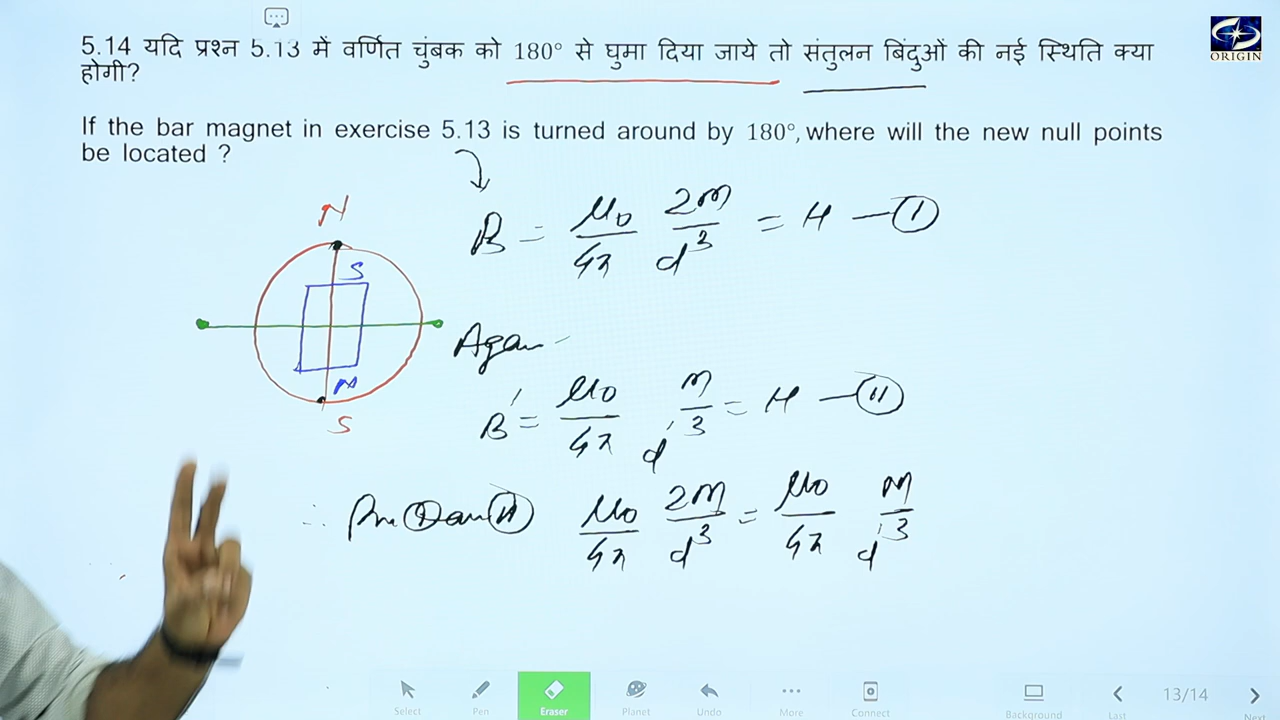 5.14 यदि प्रश्न 5.13 में वर्णित चुंबक को 180° से घुमा दिया जाये तो संतुलन बिंदुओं की नई स्थिति क्या
होगी?
ORIGIN
If the bar magnet in exercise 5.13 is turned around by 180°, where will the new null points
be located ?
N
S
N
S
B = μ0/4π 2m/d³ = H — I
Again
B' = μ0/4π m/d'³ = H — II
∴ I II μ0/4π 2m/d³ = μ0/4π m/d'³
Select Pen Eraser Planet Undo More Connect Background Last 13/14 Next